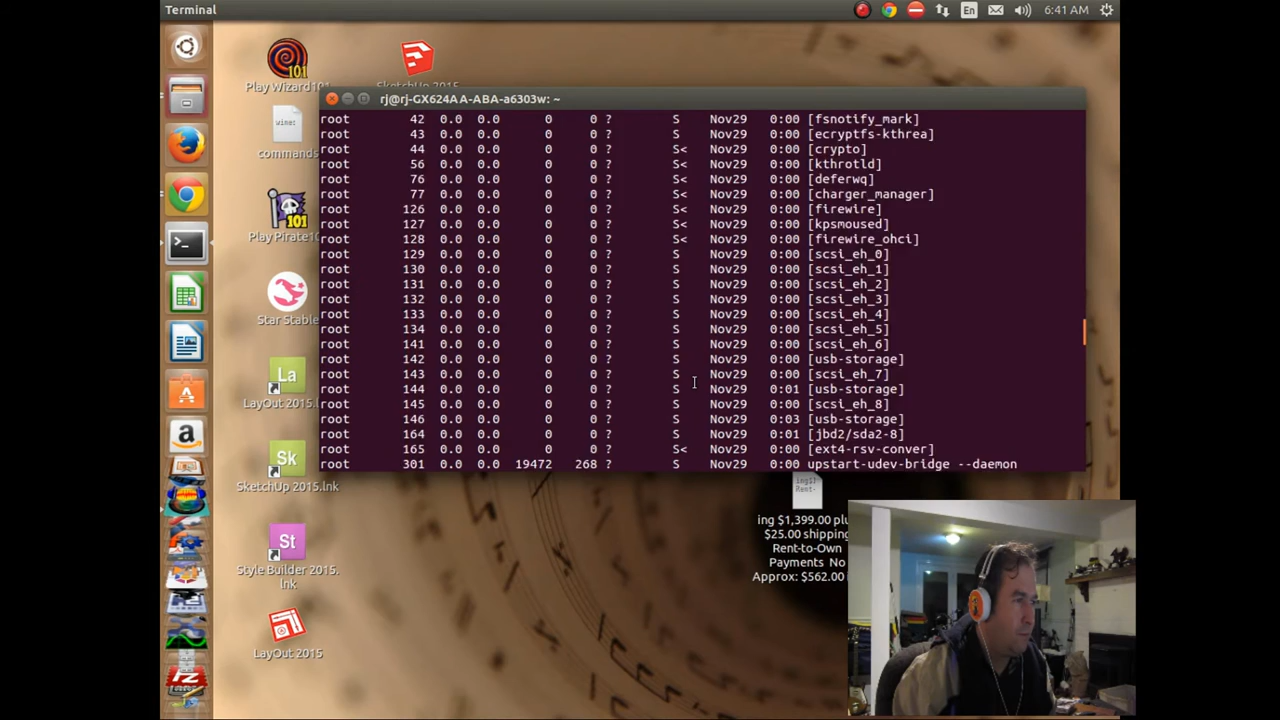 Terminal
En
6:41 AM
Play Wizard101
SketchUp 2015
rj@rj-GX624AA-ABA-a6303w: ~
root 42 0.0 0.0 0 0 ? S Nov29 0:00 [fsnotify_mark]
root 43 0.0 0.0 0 0 ? S Nov29 0:00 [ecryptfs-kthrea]
root 44 0.0 0.0 0 0 ? S< Nov29 0:00 [crypto]
root 56 0.0 0.0 0 0 ? S< Nov29 0:00 [kthrotld]
root 76 0.0 0.0 0 0 ? S< Nov29 0:00 [deferwq]
root 77 0.0 0.0 0 0 ? S< Nov29 0:00 [charger_manager]
root 126 0.0 0.0 0 0 ? S< Nov29 0:00 [firewire]
root 127 0.0 0.0 0 0 ? S< Nov29 0:00 [kpsmoused]
root 128 0.0 0.0 0 0 ? S< Nov29 0:00 [firewire_ohci]
root 129 0.0 0.0 0 0 ? S Nov29 0:00 [scsi_eh_0]
root 130 0.0 0.0 0 0 ? S Nov29 0:00 [scsi_eh_1]
root 131 0.0 0.0 0 0 ? S Nov29 0:00 [scsi_eh_2]
root 132 0.0 0.0 0 0 ? S Nov29 0:00 [scsi_eh_3]
root 133 0.0 0.0 0 0 ? S Nov29 0:00 [scsi_eh_4]
root 134 0.0 0.0 0 0 ? S Nov29 0:00 [scsi_eh_5]
root 141 0.0 0.0 0 0 ? S Nov29 0:00 [scsi_eh_6]
root 142 0.0 0.0 0 0 ? S Nov29 0:00 [usb-storage]
root 143 0.0 0.0 0 0 ? S Nov29 0:00 [scsi_eh_7]
root 144 0.0 0.0 0 0 ? S Nov29 0:01 [usb-storage]
root 145 0.0 0.0 0 0 ? S Nov29 0:00 [scsi_eh_8]
root 146 0.0 0.0 0 0 ? S Nov29 0:03 [usb-storage]
root 164 0.0 0.0 0 0 ? S Nov29 0:01 [jbd2/sda2-8]
root 165 0.0 0.0 0 0 ? S< Nov29 0:00 [ext4-rsv-conver]
root 301 0.0 0.0 19472 268 ? S Nov29 0:00 upstart-udev-bridge --daemon
winet
commands
101
Play Pirate10
Star Stable
La
LayOut 2015.l
Sk
SketchUp 2015.lnk
St
Style Builder 2015.
lnk
LayOut 2015
ing$1
Rent-
ing $1,399.00 plu
$25.00 shipping
Rent-to-Own
Payments No
Approx: $562.00